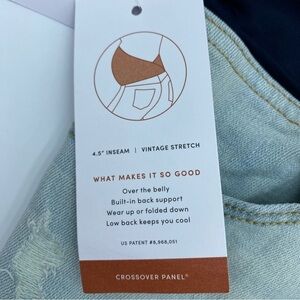 4.5" INSEAM | VINTAGE STRETCH
WHAT MAKES IT SO GOOD
Over the belly
Built-in back support
Wear up or folded down
Low back keeps you cool
US PATENT #8,968,051
CROSSOVER PANEL®